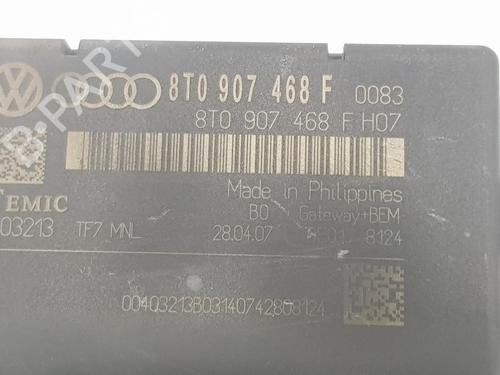 8T0 907 468 F 0083
8T0 907 468 F H07
Made in Philippines
TEMIC
B0 Gateway+BEM
03213 TF7 MNL 28.04.07 8124
00403213B03140742808124